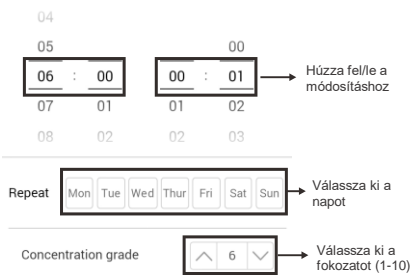 04
05 00
06 : 00 00 : 01
Húzza fel/le a
módosításhoz
07 01 01 02
08 02 02 03
Repeat Mon Tue Wed Thur Fri Sat Sun
Válassza ki a
napot
Concentration grade 6
Válassza ki a
fokozatot (1-10)